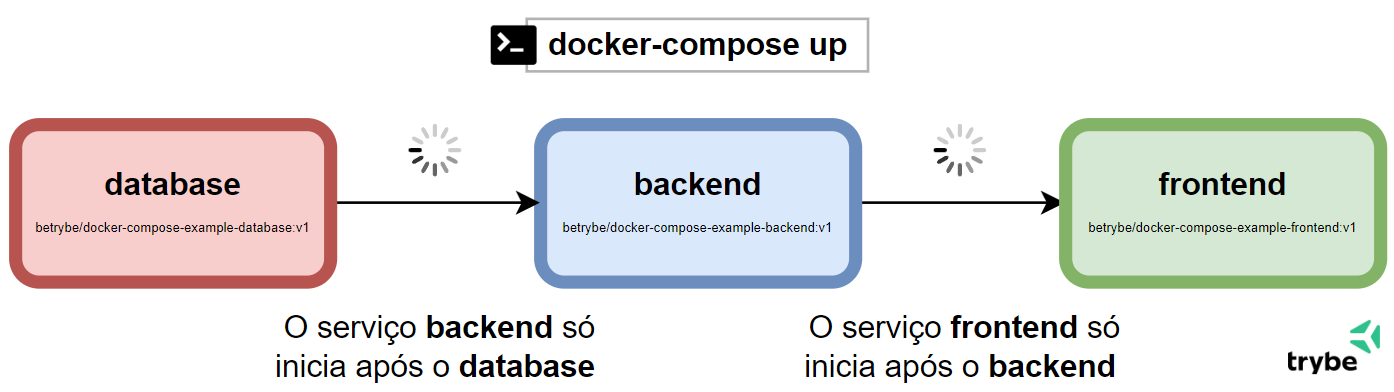 docker-compose up
database
betrybe/docker-compose-example-database:v1
backend
betrybe/docker-compose-example-backend:v1
frontend
betrybe/docker-compose-example-frontend:v1
O serviço backend só
inicia após o database
O serviço frontend só
inicia após o backend
trybe